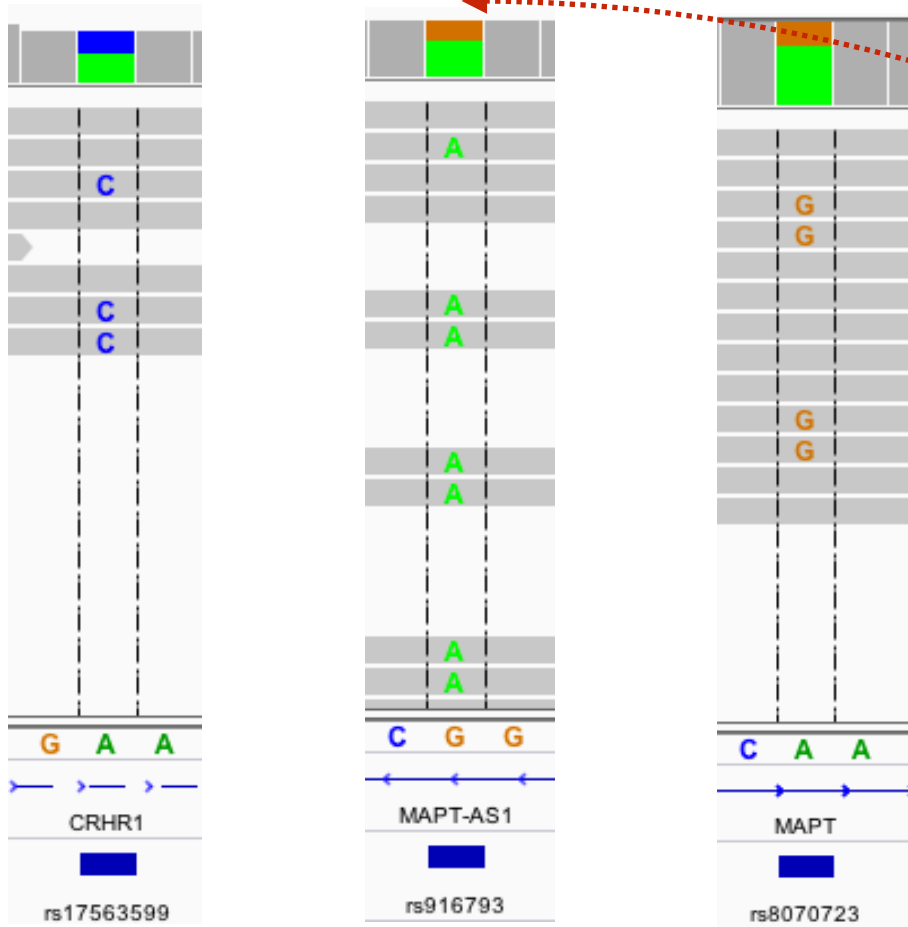 C
C
C
G A A
CRHR1
rs17563599
A
A
A
A
A
A
A
C G G
MAPT-AS1
rs916793
G
G
G
G
C A A
MAPT
rs8070723